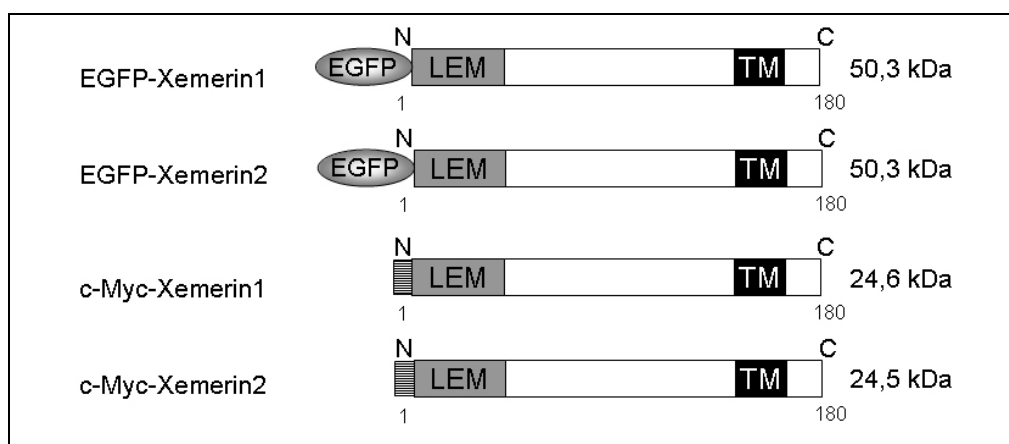 N C
EGFP-Xemerin1 EGFP LEM TM 50,3 kDa
1 180
N C
EGFP-Xemerin2 EGFP LEM TM 50,3 kDa
1 180
N C
c-Myc-Xemerin1 LEM TM 24,6 kDa
1 180
N C
c-Myc-Xemerin2 LEM TM 24,5 kDa
1 180